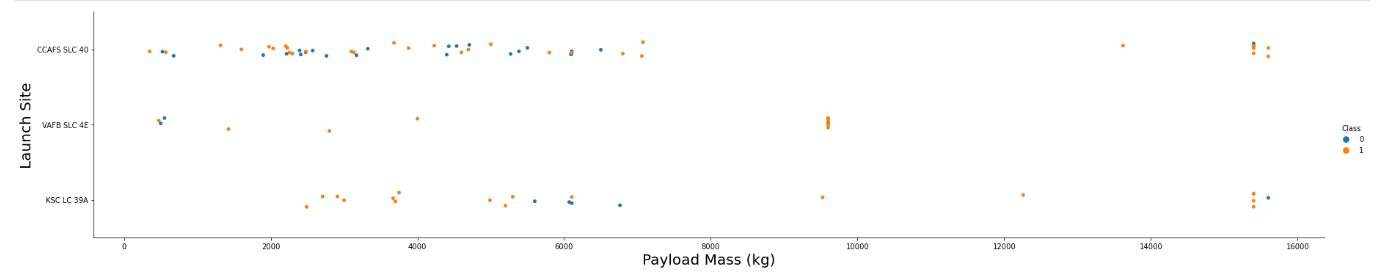 CCAFS SLC 40
VAFB SLC 4E
KSC LC 39A
Launch Site
0 2000 4000 6000 8000 10000 12000 14000 16000
Payload Mass (kg)
Class
0
1